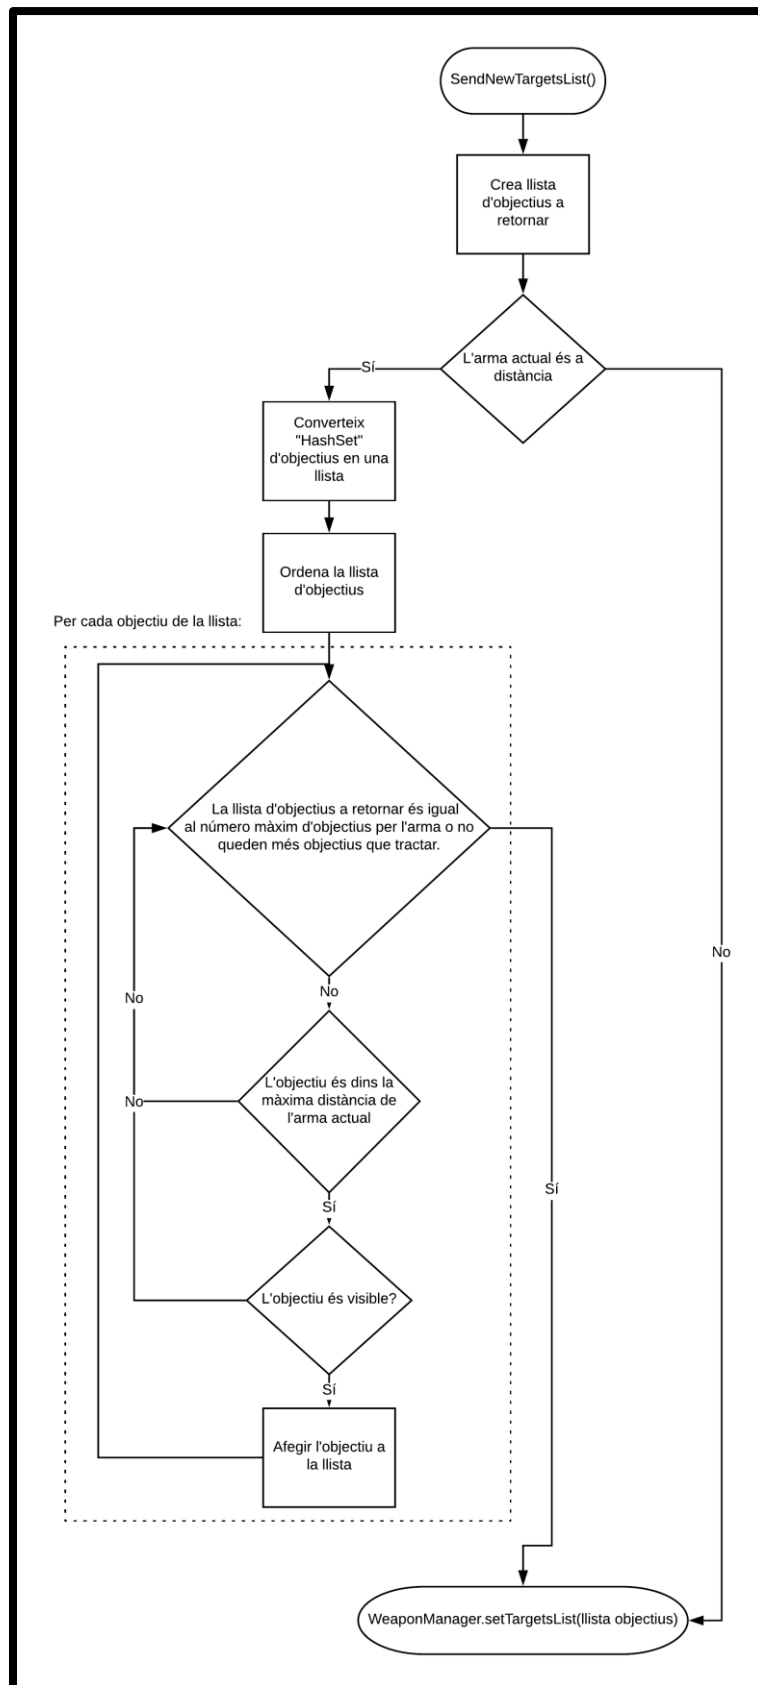 SendNewTargetsList()
Crea llista
d'objectius a
retornar
L'arma actual és a
distància
Sí
Converteix
"HashSet"
d'objectius en una
llista
Ordena la llista
d'objectius
Per cada objectiu de la llista:
La llista d'objectius a retornar és igual
al número màxim d'objectius per l'arma o no
queden més objectius que tractar.
No
No
No
L'objectiu és dins la
màxima distància de
l'arma actual
No
Sí
Sí
L'objectiu és visible?
Sí
Afegir l'objectiu a
la llista
WeaponManager.setTargetsList(llista objectius)